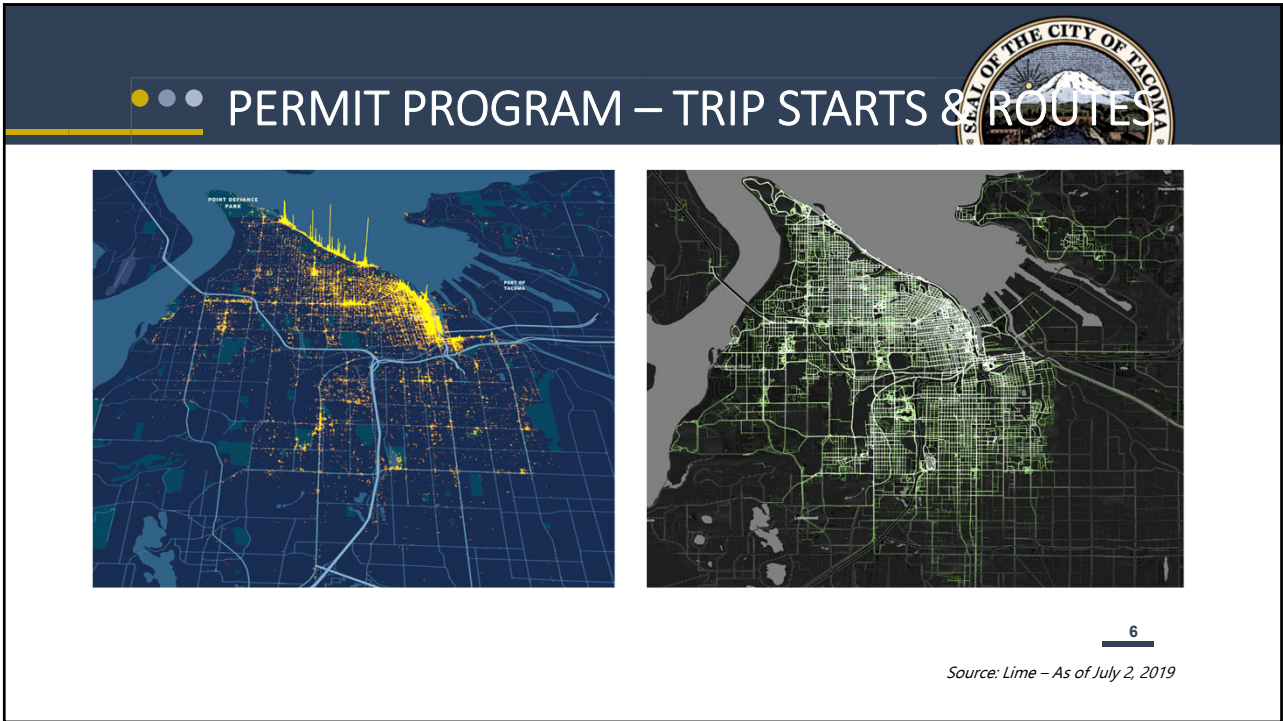 PERMIT PROGRAM – TRIP STARTS & ROUTES
SEAL OF THE CITY OF TACOMA
POINT DEFIANCE
PARK
PORT OF
TACOMA
Lakewood
6
Source: Lime – As of July 2, 2019